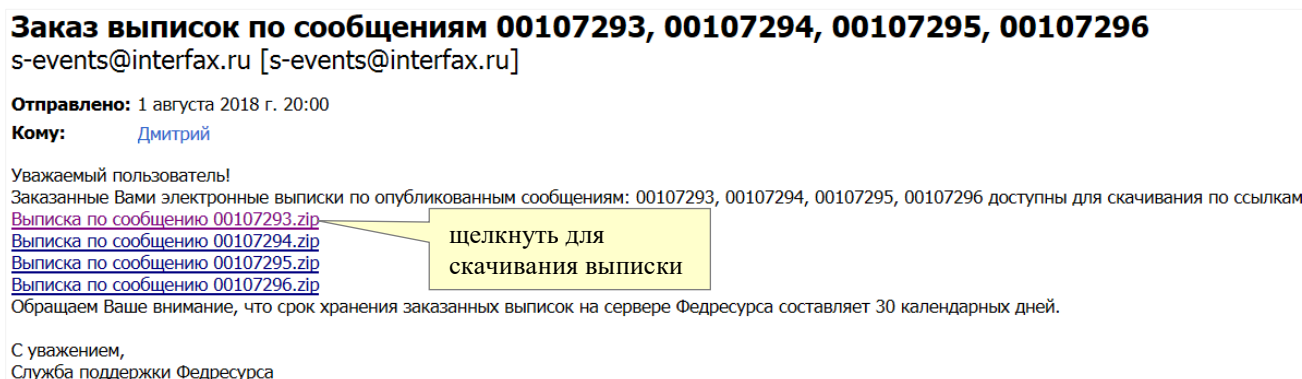 Заказ выписок по сообщениям 00107293, 00107294, 00107295, 00107296
s-events@interfax.ru [s-events@interfax.ru]
Отправлено: 1 августа 2018 г. 20:00
Кому: Дмитрий
Уважаемый пользователь!
Заказанные Вами электронные выписки по опубликованным сообщениям: 00107293, 00107294, 00107295, 00107296 доступны для скачивания по ссылкам
Выписка по сообщению 00107293.zip
Выписка по сообщению 00107294.zip
Выписка по сообщению 00107295.zip
Выписка по сообщению 00107296.zip
щелкнуть для
скачивания выписки
Обращаем Ваше внимание, что срок хранения заказанных выписок на сервере Федресурса составляет 30 календарных дней.
С уважением,
Служба поддержки Федресурса